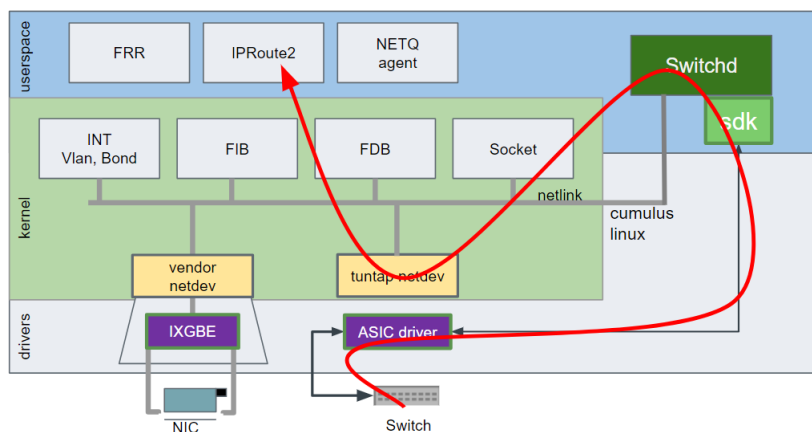 userspace
FRR
IPRoute2
NETQ
agent
Switchd
sdk
kernel
INT
Vlan, Bond
FIB
FDB
Socket
netlink
cumulus
linux
vendor
netdev
tuntap netdev
drivers
IXGBE
ASIC driver
NIC
Switch